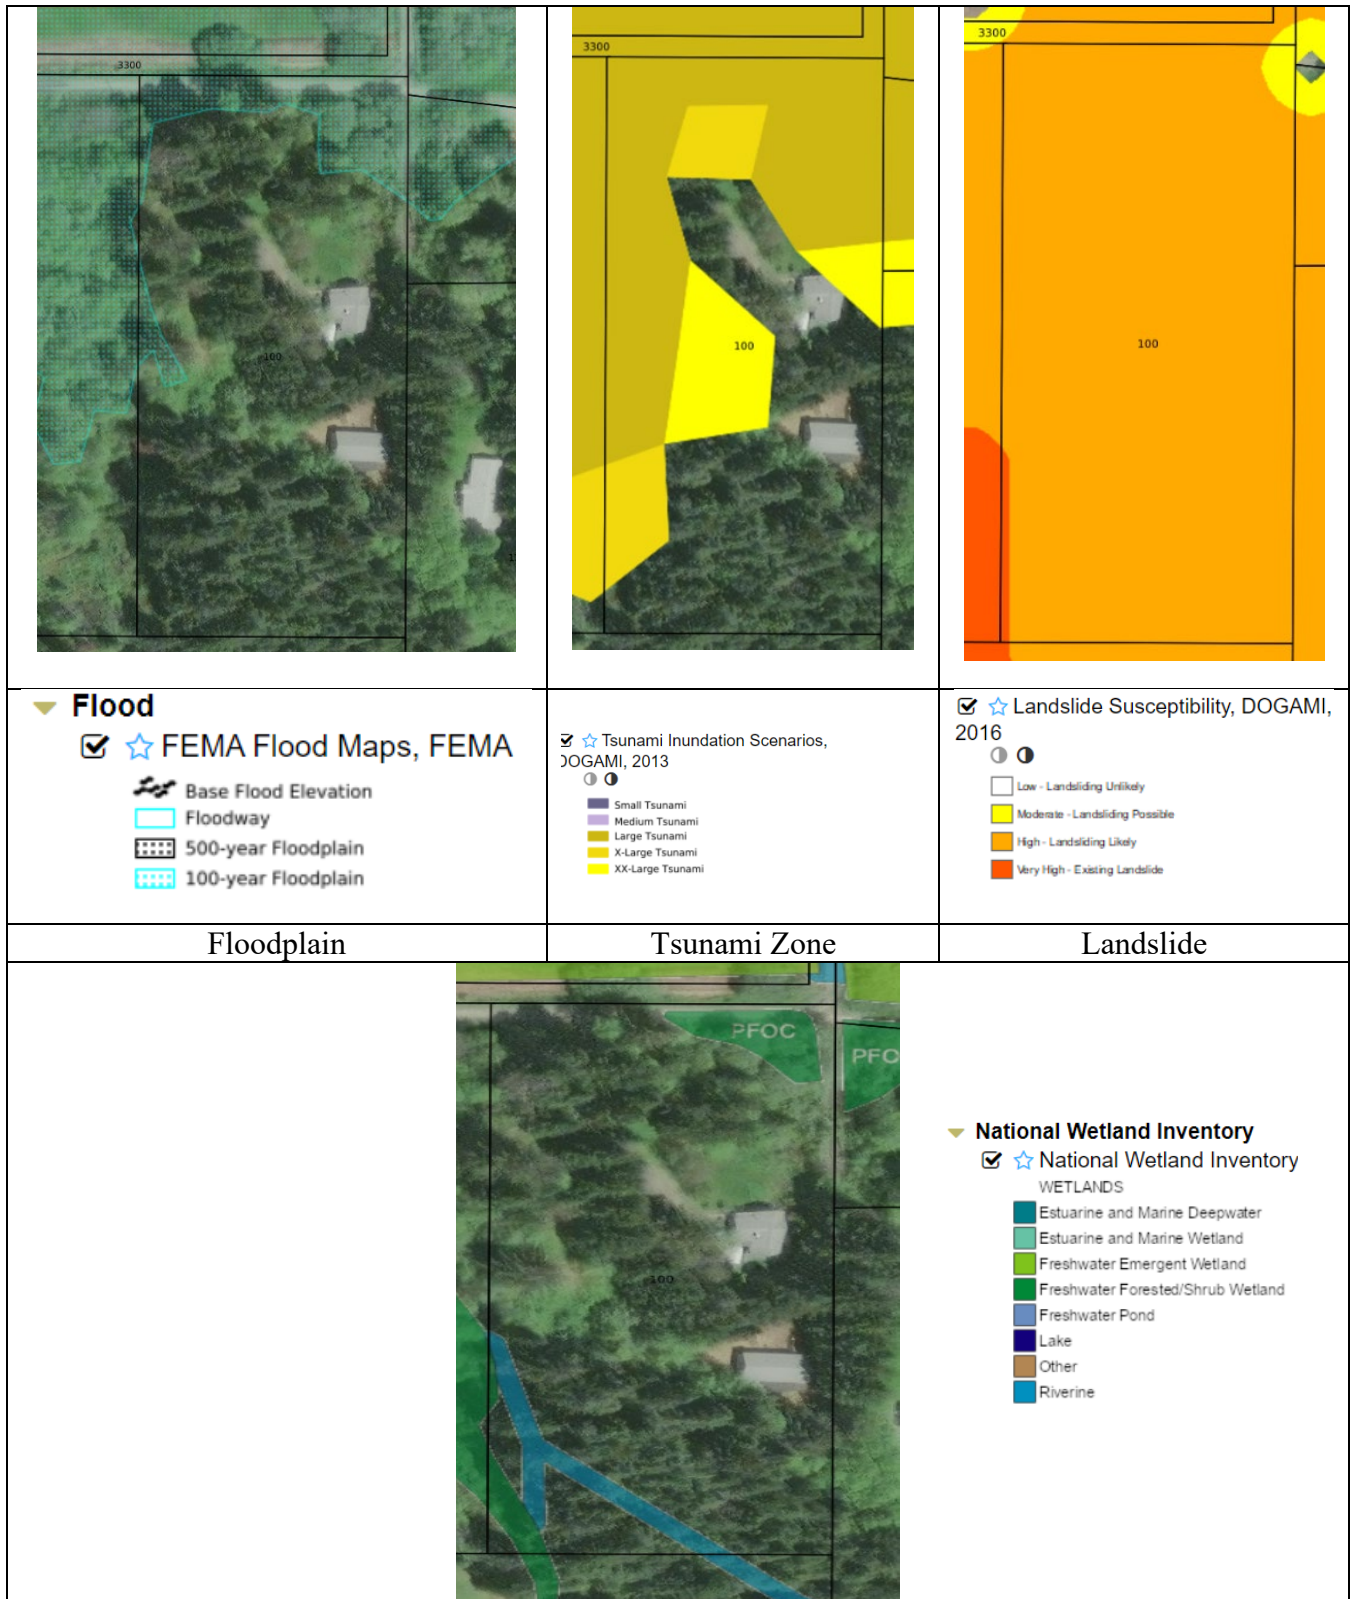 3300
100
1
3300
100
3300
100
Flood
FEMA Flood Maps, FEMA
Base Flood Elevation
Floodway
500-year Floodplain
100-year Floodplain
Tsunami Inundation Scenarios,
DOGAMI, 2013
Small Tsunami
Medium Tsunami
Large Tsunami
X-Large Tsunami
XX-Large Tsunami
Landslide Susceptibility, DOGAMI,
2016
Low - Landsliding Unlikely
Moderate - Landsliding Possible
High - Landsliding Likely
Very High - Existing Landslide
Floodplain
Tsunami Zone
Landslide
PFOC
PFO
100
National Wetland Inventory
National Wetland Inventory
WETLANDS
Estuarine and Marine Deepwater
Estuarine and Marine Wetland
Freshwater Emergent Wetland
Freshwater Forested/Shrub Wetland
Freshwater Pond
Lake
Other
Riverine